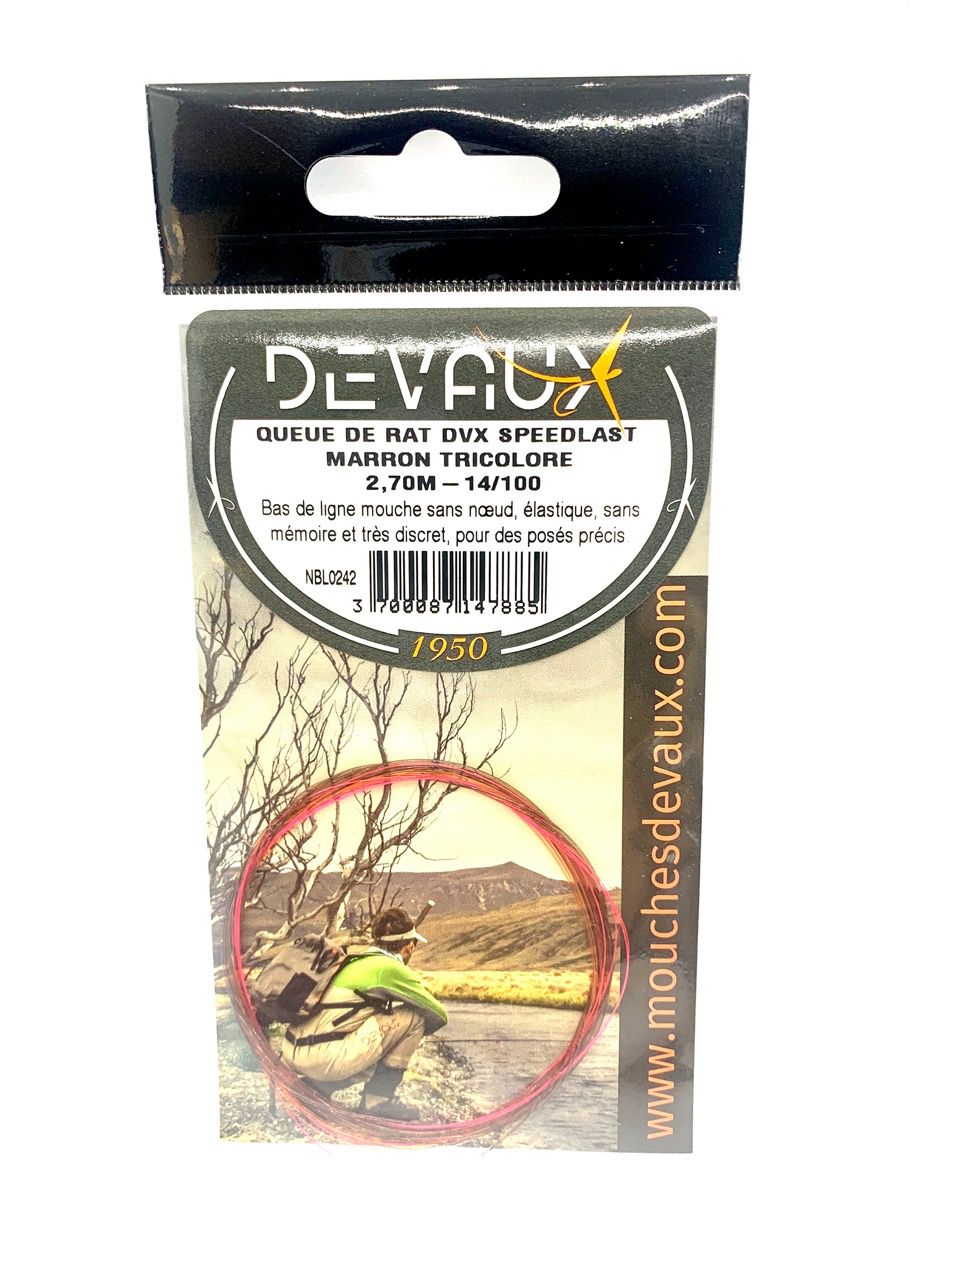 DEVAUX
QUEUE DE RAT DVX SPEEDLAST
MARRON TRICOLORE
2,70M – 14/100
Bas de ligne mouche sans nœud, élastique, sans
mémoire et très discret, pour des posés précis.
NBL0242
3 700087 147885
1950
www.mouchesdevaux.com